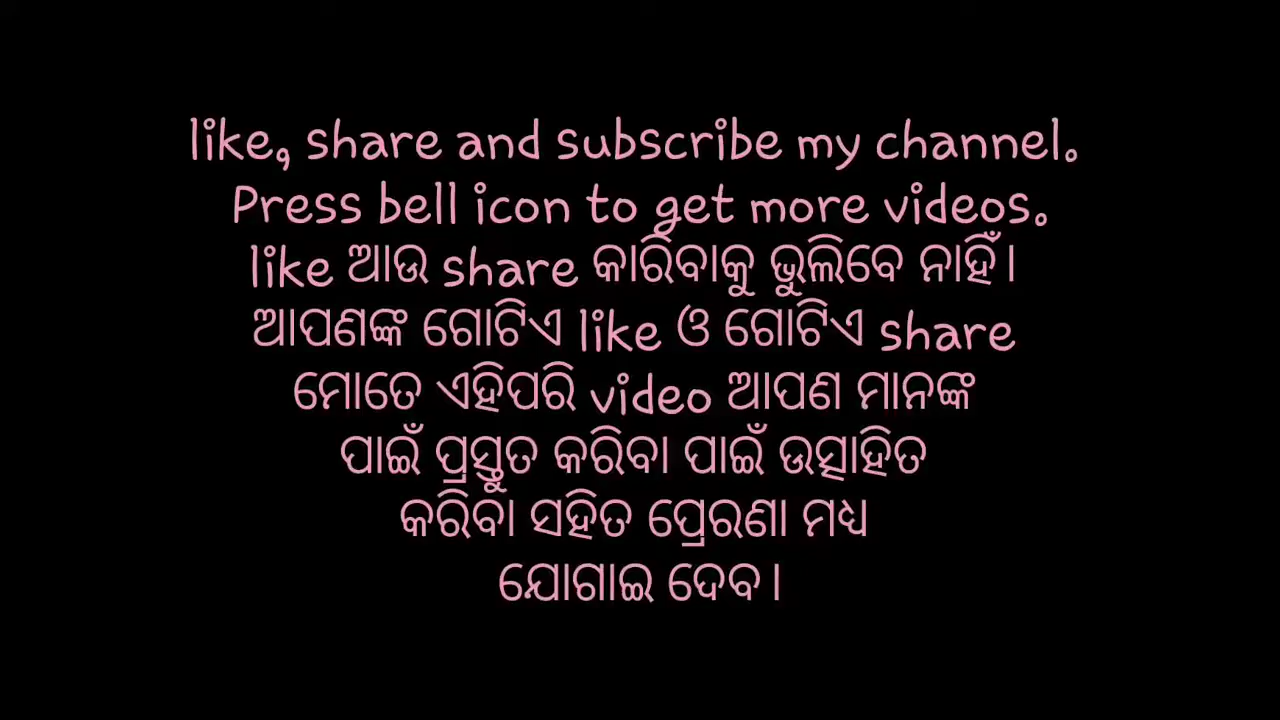 like, share and subscribe my channel.
Press bell icon to get more videos.
like ଆଉ share କାରିବାକୁ ଭୁଲିବେ ନାହିଁ।
ଆପଣଙ୍କ ଗୋଟିଏ like ଓ ଗୋଟିଏ share
ମୋତେ ଏହିପରି video ଆପଣ ମାନଙ୍କ
ପାଇଁ ପ୍ରସ୍ତୁତ କରିବା ପାଇଁ ଉତ୍ସାହିତ
କରିବା ସହିତ ପ୍ରେରଣା ମଧ୍ୟ
ଯୋଗାଇ ଦେବ।